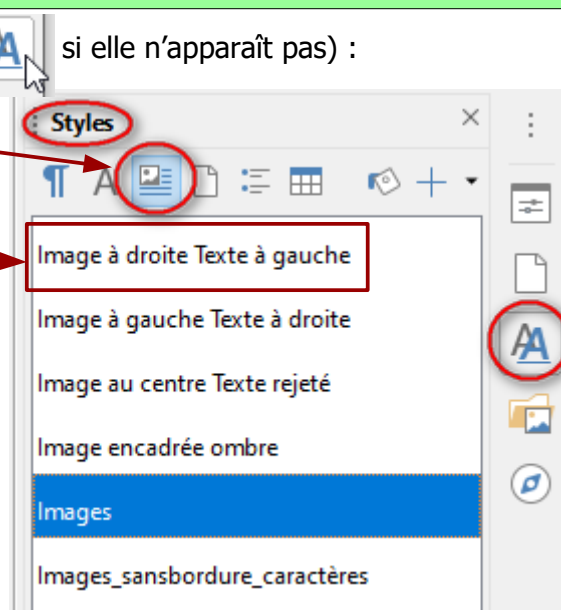 si elle n’apparaît pas) :
Styles
Image à droite Texte à gauche
Image à gauche Texte à droite
Image au centre Texte rejeté
Image encadrée ombre
Images
Images_sansbordure_caractères